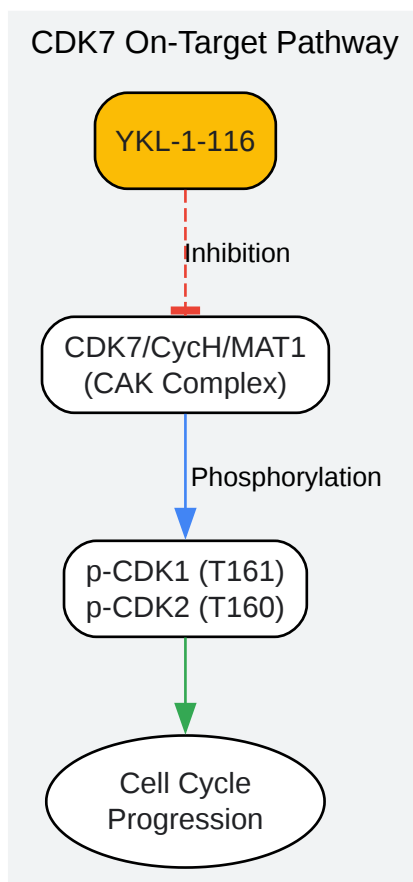 CDK7 On-Target Pathway
YKL-1-116
Inhibition
CDK7/CycH/MAT1
(CAK Complex)
Phosphorylation
p-CDK1 (T161)
p-CDK2 (T160)
Cell Cycle
Progression